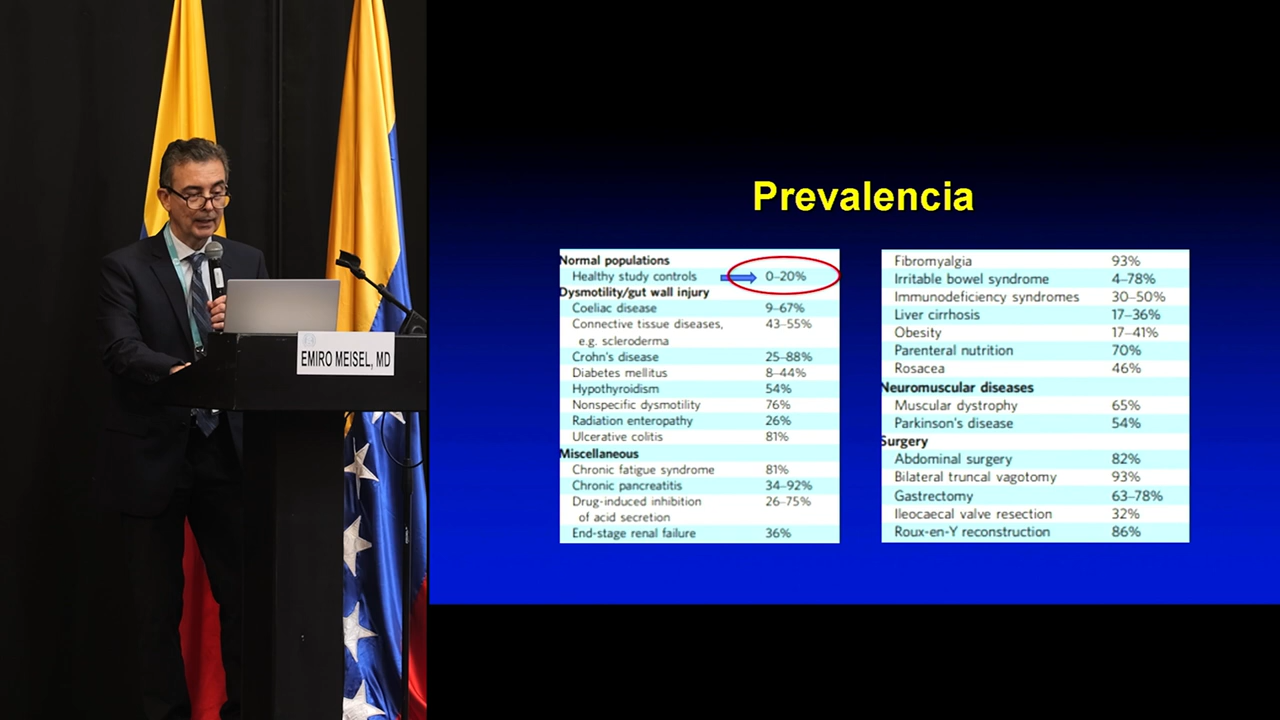 EMIRO MEISEL, MD
Prevalencia
Normal populations
Healthy study controls 0–20%
Dysmotility/gut wall injury
Coeliac disease 9–67%
Connective tissue diseases, 43–55%
e.g. scleroderma
Crohn's disease 25–88%
Diabetes mellitus 8–44%
Hypothyroidism 54%
Nonspecific dysmotility 76%
Radiation enteropathy 26%
Ulcerative colitis 81%
Miscellaneous
Chronic fatigue syndrome 81%
Chronic pancreatitis 34–92%
Drug-induced inhibition 26–75%
of acid secretion
End-stage renal failure 36%
Fibromyalgia 93%
Irritable bowel syndrome 4–78%
Immunodeficiency syndromes 30–50%
Liver cirrhosis 17–36%
Obesity 17–41%
Parenteral nutrition 70%
Rosacea 46%
Neuromuscular diseases
Muscular dystrophy 65%
Parkinson's disease 54%
Surgery
Abdominal surgery 82%
Bilateral truncal vagotomy 93%
Gastrectomy 63–78%
Ileocaecal valve resection 32%
Roux-en-Y reconstruction 86%